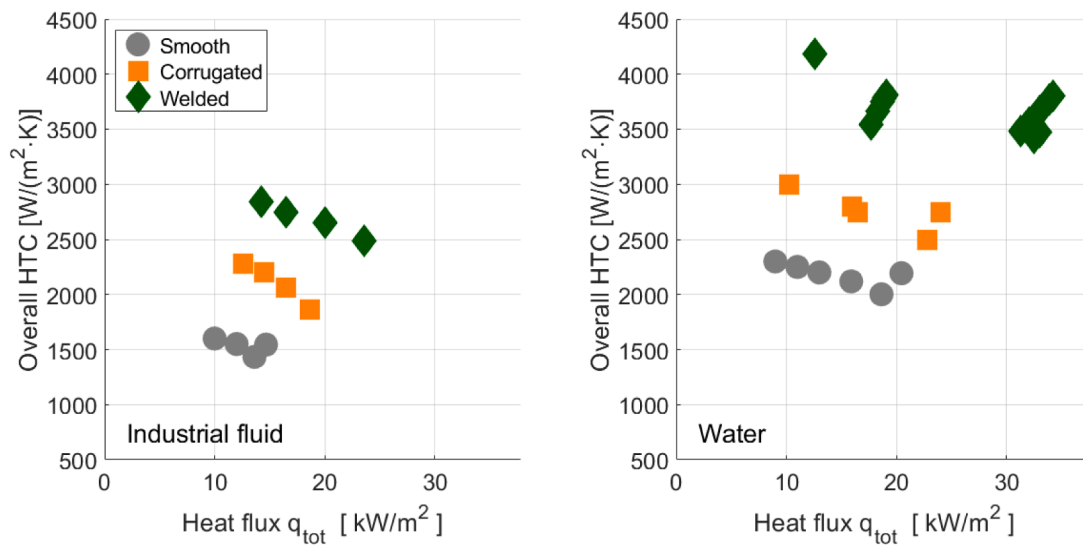 4500
4000
3500
3000
2500
2000
1500
1000
500
0
10
20
30
Overall HTC [W/(m²·K)]
Heat flux q_tot [ kW/m² ]
Smooth
Corrugated
Welded
Industrial fluid
4500
4000
3500
3000
2500
2000
1500
1000
500
0
10
20
30
Overall HTC [W/(m²·K)]
Heat flux q_tot [ kW/m² ]
Water